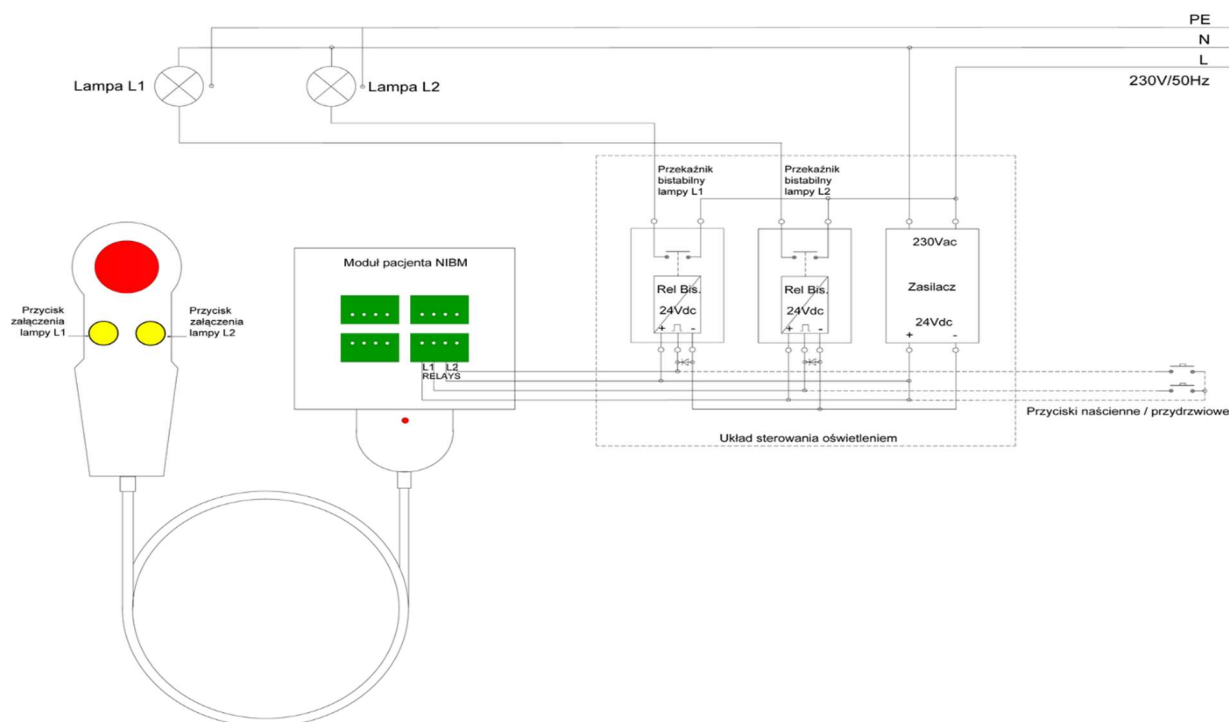 PE
N
L
230V/50Hz
Lampa L1
Lampa L2
Przekaźnik
bistabilny
lampy L1
Przekaźnik
bistabilny
lampy L2
230Vac
Zasilacz
24Vdc
+ -
Rel Bis.
24Vdc
+ -
Rel Bis.
24Vdc
+ -
Moduł pacjenta NIBM
L1 L2
RELAYS
Przycisk
załączenia
lampy L1
Przycisk
załączenia
lampy L2
Przyciski naścienne / przydrzwiowe
Układ sterowania oświetleniem